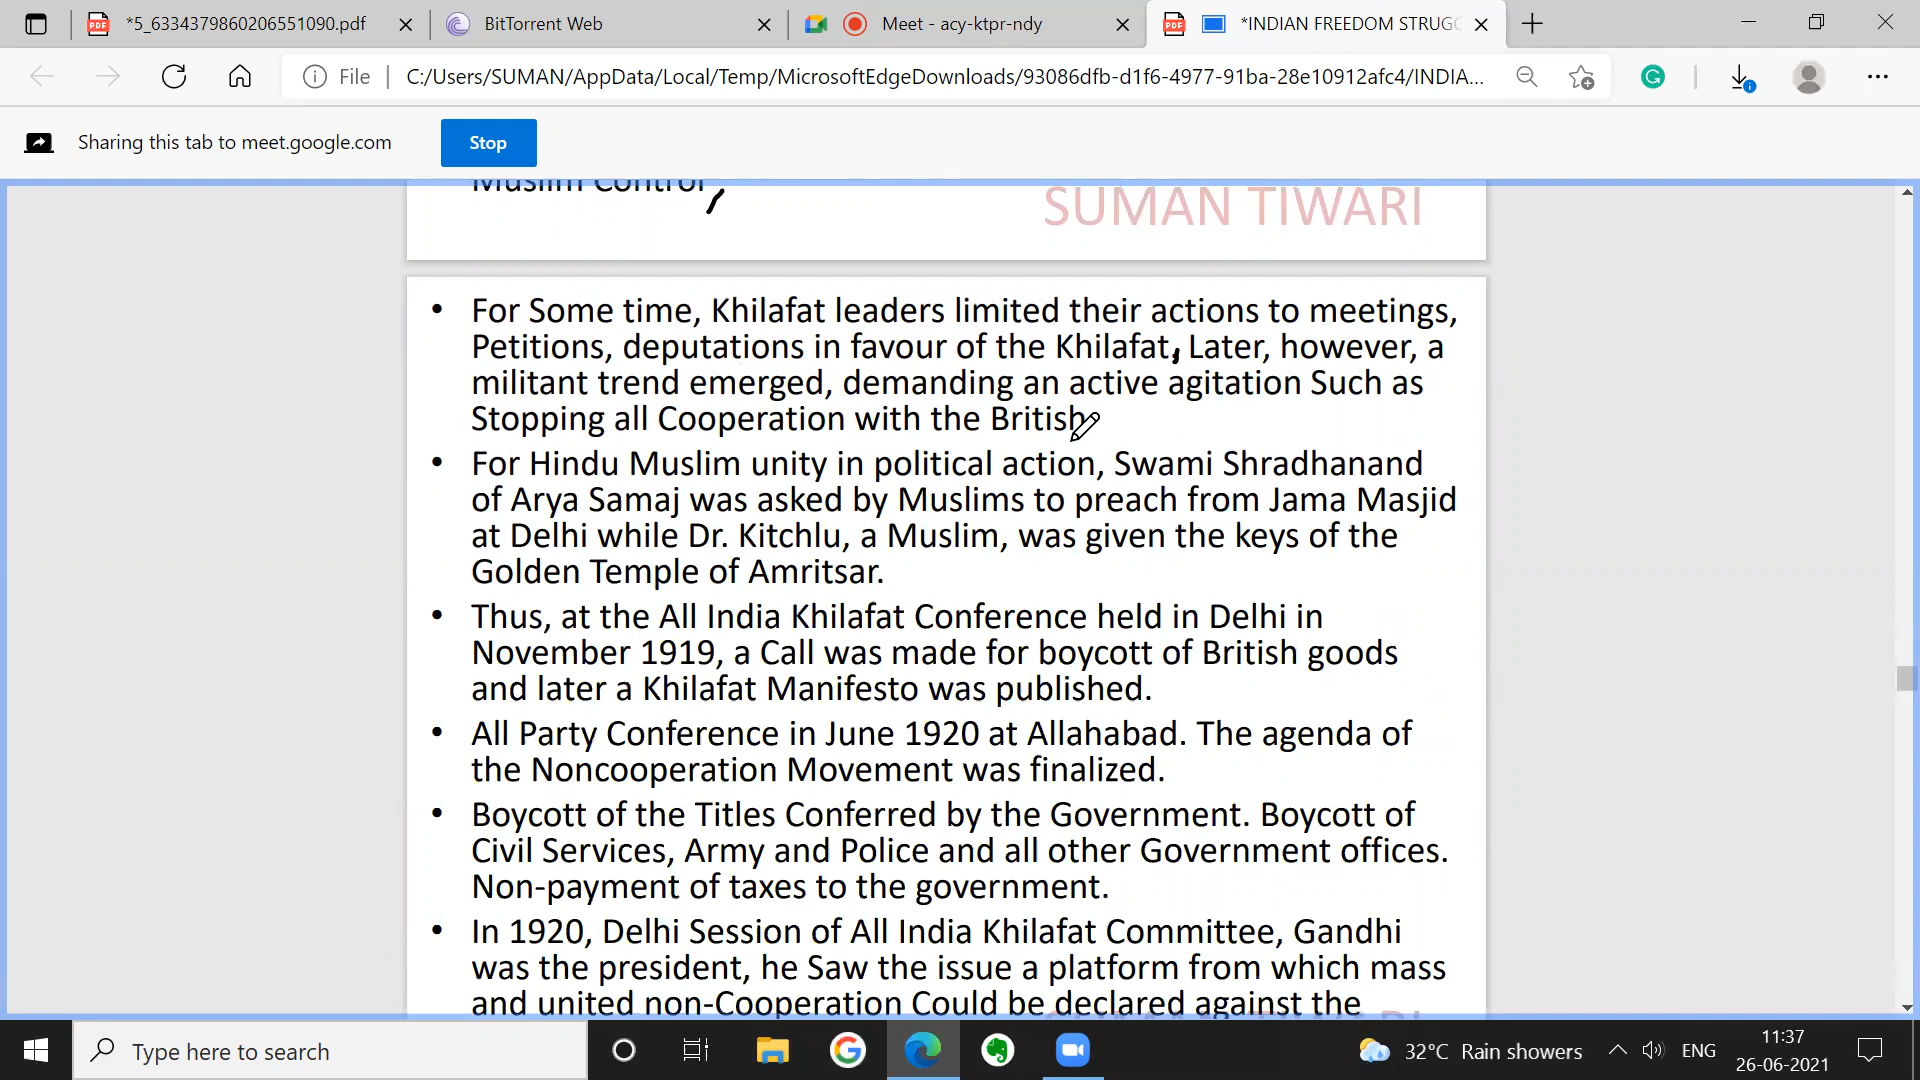 *5_6334379860206551090.pdf
BitTorrent Web
Meet - acy-ktpr-ndy
*INDIAN FREEDOM STRUGG
File
C:/Users/SUMAN/AppData/Local/Temp/MicrosoftEdgeDownloads/93086dfb-d1f6-4977-91ba-28e10912afc4/INDIA...
Sharing this tab to meet.google.com
Stop
Muslim Control
SUMAN TIWARI
• For Some time, Khilafat leaders limited their actions to meetings,
Petitions, deputations in favour of the Khilafat, Later, however, a
militant trend emerged, demanding an active agitation Such as
Stopping all Cooperation with the British
• For Hindu Muslim unity in political action, Swami Shradhanand
of Arya Samaj was asked by Muslims to preach from Jama Masjid
at Delhi while Dr. Kitchlu, a Muslim, was given the keys of the
Golden Temple of Amritsar.
• Thus, at the All India Khilafat Conference held in Delhi in
November 1919, a Call was made for boycott of British goods
and later a Khilafat Manifesto was published.
• All Party Conference in June 1920 at Allahabad. The agenda of
the Noncooperation Movement was finalized.
• Boycott of the Titles Conferred by the Government. Boycott of
Civil Services, Army and Police and all other Government offices.
Non-payment of taxes to the government.
• In 1920, Delhi Session of All India Khilafat Committee, Gandhi
was the president, he Saw the issue a platform from which mass
and united non-Cooperation Could be declared against the
Type here to search
32°C Rain showers
ENG
11:37
26-06-2021